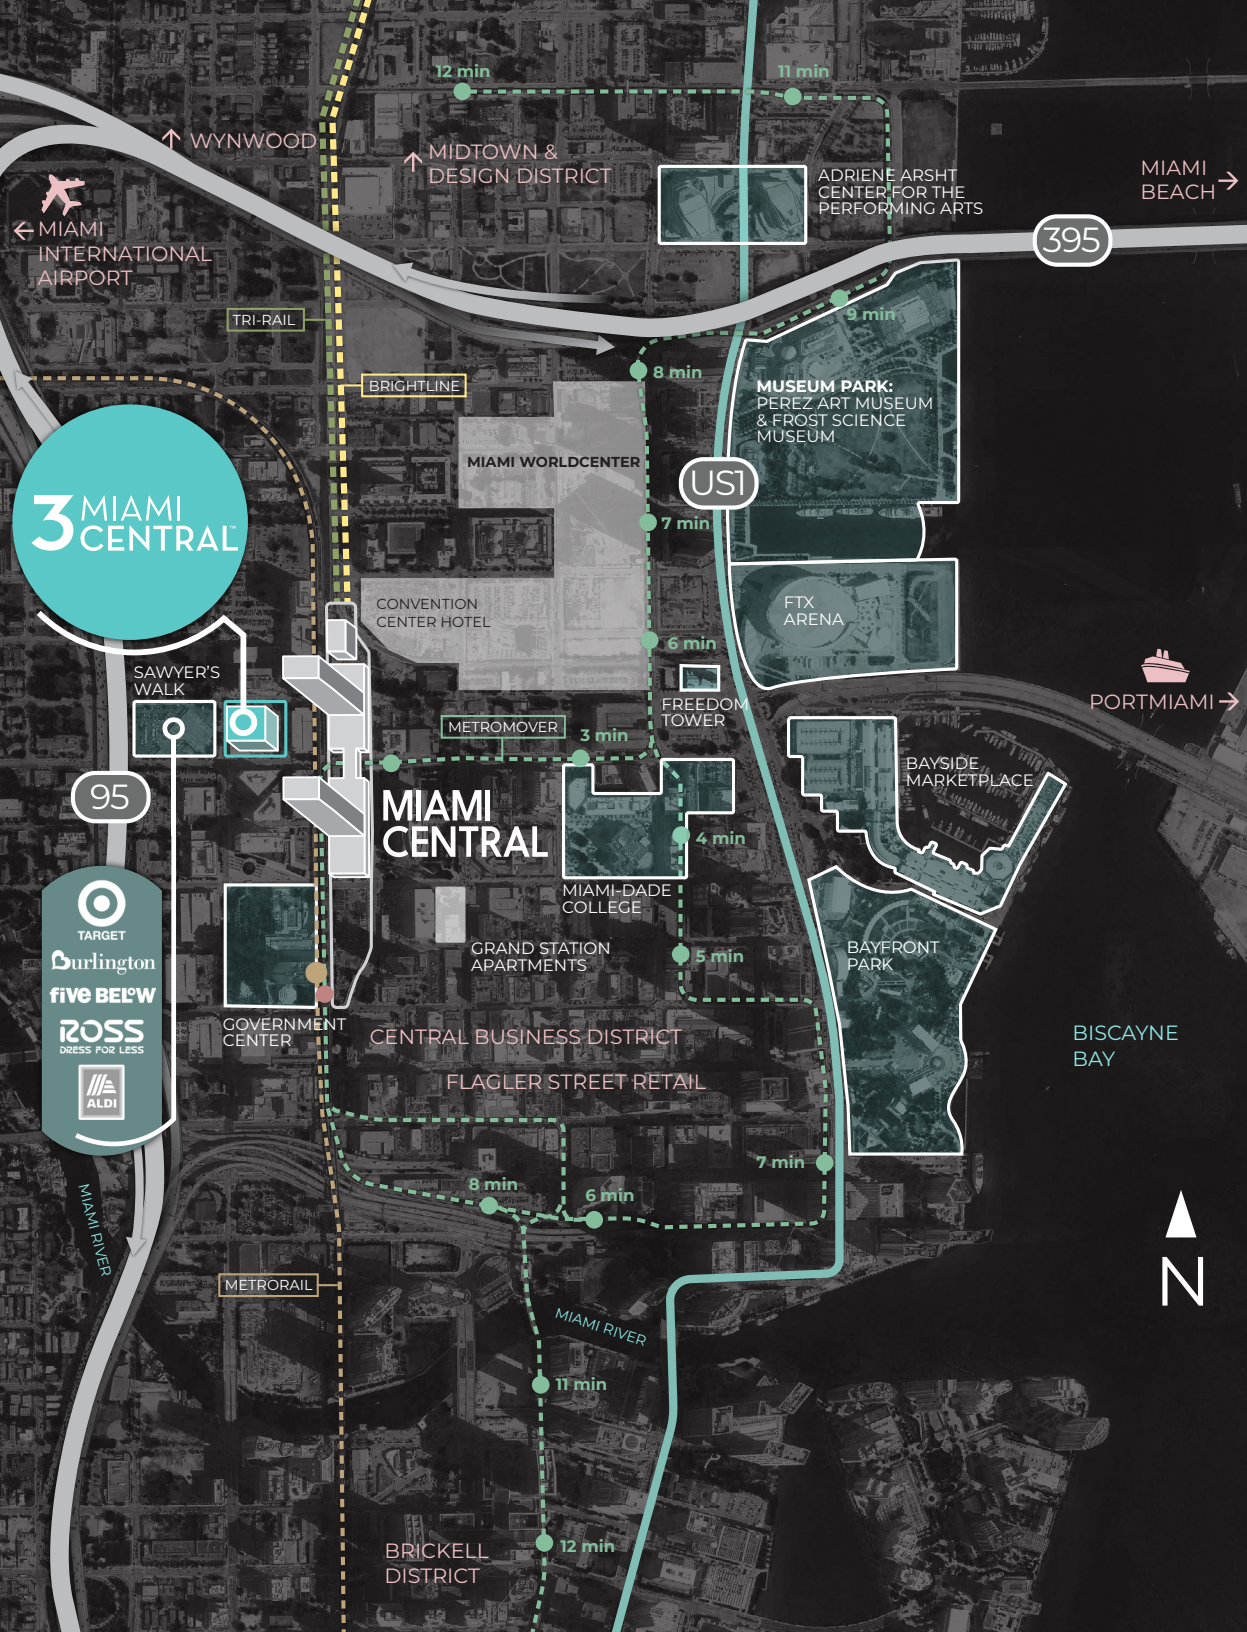 12 min
11 min
WYNWOOD
MIDTOWN &
DESIGN DISTRICT
ADRIENE ARSHT
CENTER FOR THE
PERFORMING ARTS
MIAMI
BEACH
MIAMI
INTERNATIONAL
AIRPORT
395
9 min
TRI-RAIL
8 min
BRIGHTLINE
MUSEUM PARK:
PEREZ ART MUSEUM
& FROST SCIENCE
MUSEUM
MIAMI WORLDCENTER
US1
3 MIAMI
CENTRAL™
7 min
CONVENTION
CENTER HOTEL
FTX
ARENA
6 min
SAWYER'S
WALK
FREEDOM
TOWER
PORTMIAMI
METROMOVER
3 min
BAYSIDE
MARKETPLACE
95
MIAMI
CENTRAL
4 min
MIAMI-DADE
COLLEGE
TARGET
Burlington
five BELOW
ROSS
DRESS FOR LESS
ALDI
GRAND STATION
APARTMENTS
5 min
BAYFRONT
PARK
GOVERNMENT
CENTER
CENTRAL BUSINESS DISTRICT
BISCAYNE
BAY
FLAGLER STREET RETAIL
7 min
8 min
6 min
MIAMI RIVER
METRORAIL
N
MIAMI RIVER
11 min
12 min
BRICKELL
DISTRICT